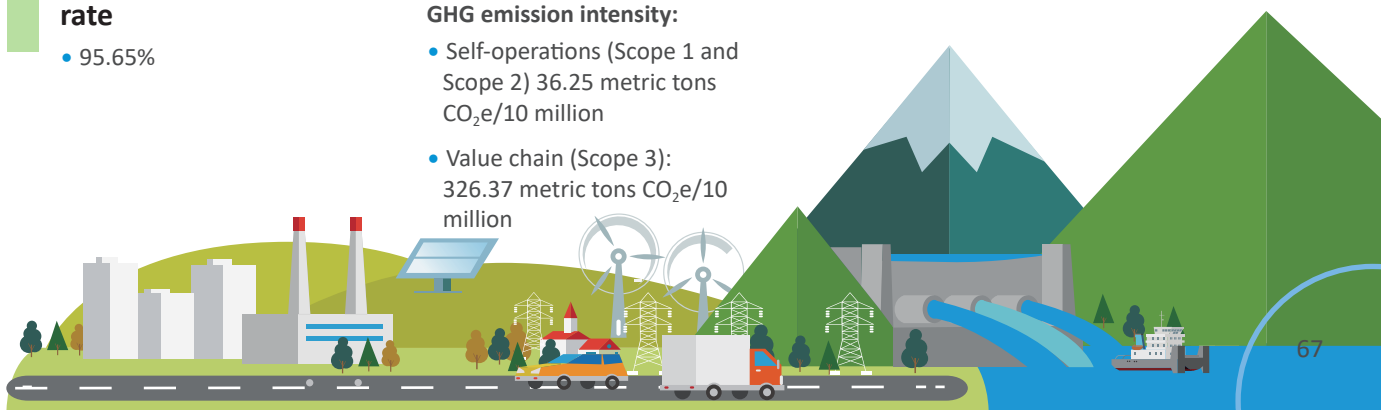 rate
• 95.65%
GHG emission intensity:
• Self-operations (Scope 1 and
Scope 2) 36.25 metric tons
CO₂e/10 million
• Value chain (Scope 3):
326.37 metric tons CO₂e/10
million
67